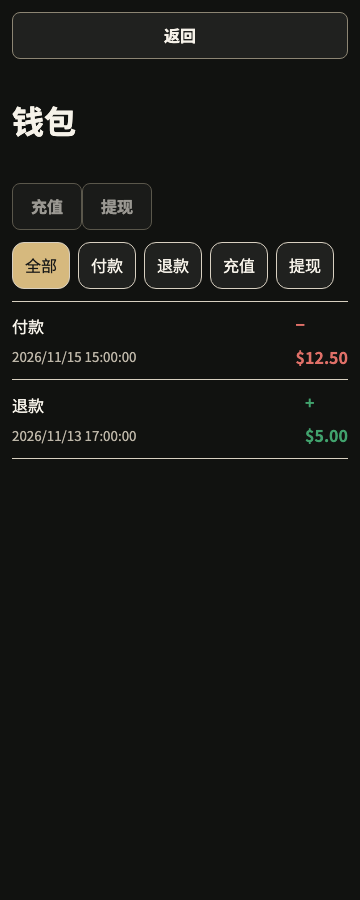 返回
钱包
充值 提现
全部 付款 退款 充值 提现
付款 −
2026/11/15 15:00:00 $12.50
退款 +
2026/11/13 17:00:00 $5.00